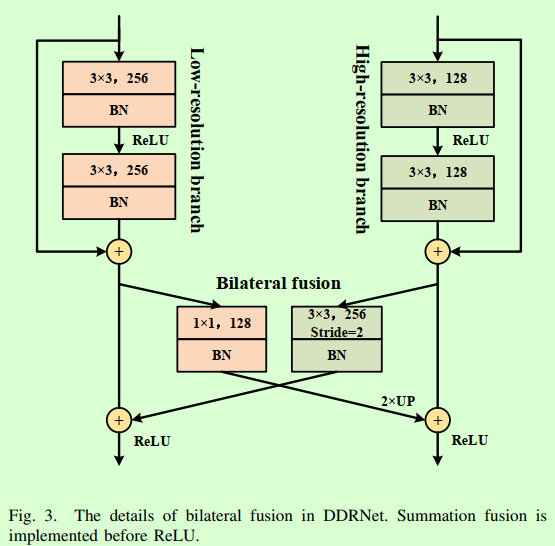 3×3, 256
BN
ReLU
3×3, 256
BN
+
Low-resolution branch
High-resolution branch
3×3, 128
BN
ReLU
3×3, 128
BN
+
Bilateral fusion
1×1, 128
BN
3×3, 256
Stride=2
BN
2×UP
+
ReLU
+
ReLU
Fig. 3. The details of bilateral fusion in DDRNet. Summation fusion is
implemented before ReLU.